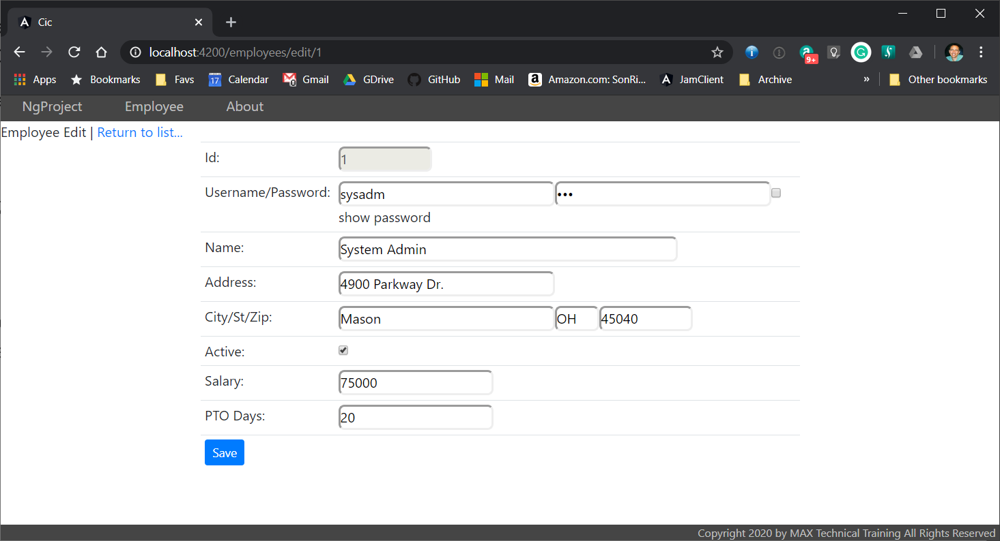 Cic
localhost:4200/employees/edit/1
9+
Apps Bookmarks Favs 17 Calendar Gmail GDrive GitHub Mail Amazon.com: SonRi... JamClient Archive » Other bookmarks
NgProject Employee About
Employee Edit | Return to list...
Id: 1
Username/Password: sysadm •••
show password
Name: System Admin
Address: 4900 Parkway Dr.
City/St/Zip: Mason OH 45040
Active:
Salary: 75000
PTO Days: 20
Save
Copyright 2020 by MAX Technical Training All Rights Reserved